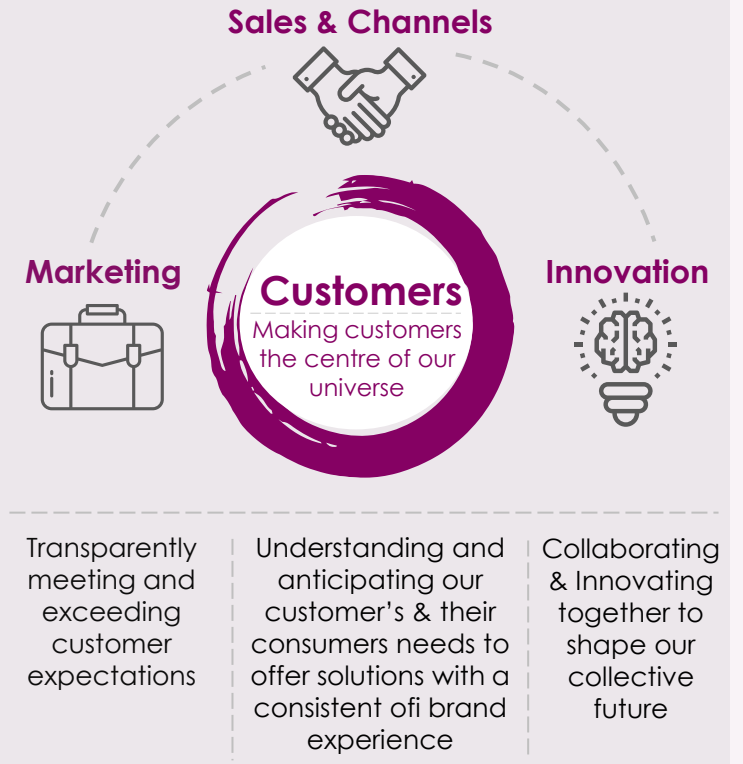 Sales & Channels
Marketing
Innovation
Customers
Making customers
the centre of our
universe
Transparently
meeting and
exceeding
customer
expectations
Understanding and
anticipating our
customer’s & their
consumers needs to
offer solutions with a
consistent ofi brand
experience
Collaborating
& Innovating
together to
shape our
collective
future